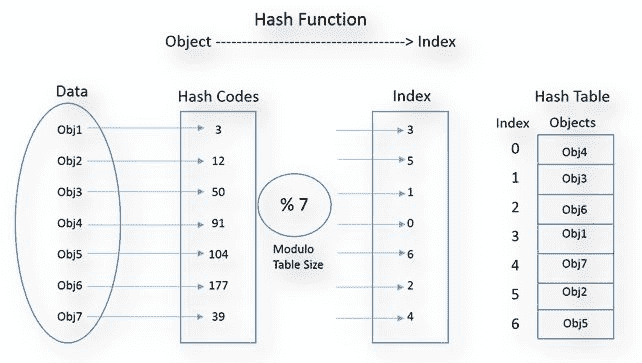 Hash Function
Object ---------------------------------> Index
Data
Obj1
Obj2
Obj3
Obj4
Obj5
Obj6
Obj7
Hash Codes
3
12
50
91
104
177
39
% 7
Modulo
Table Size
Index
3
5
1
0
6
2
4
Hash Table
Index Objects
0 Obj4
1 Obj3
2 Obj6
3 Obj1
4 Obj7
5 Obj2
6 Obj5